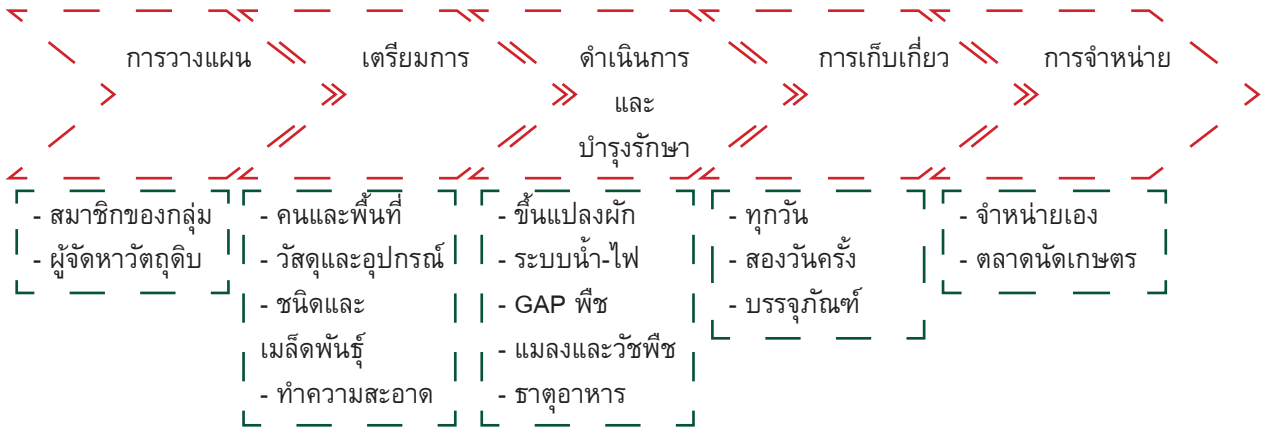 การวางแผน
เตรียมการ
ดำเนินการ
และ
บำรุงรักษา
การเก็บเกี่ยว
การจำหน่าย
- สมาชิกของกลุ่ม
- ผู้จัดหาวัตถุดิบ
- คนและพื้นที่
- วัสดุและอุปกรณ์
- ชนิดและ
เมล็ดพันธุ์
- ทำความสะอาด
- ขึ้นแปลงผัก
- ระบบน้ำ-ไฟ
- GAP พืช
- แมลงและวัชพืช
- ธาตุอาหาร
- ทุกวัน
- สองวันครั้ง
- บรรจุภัณฑ์
- จำหน่ายเอง
- ตลาดนัดเกษตร